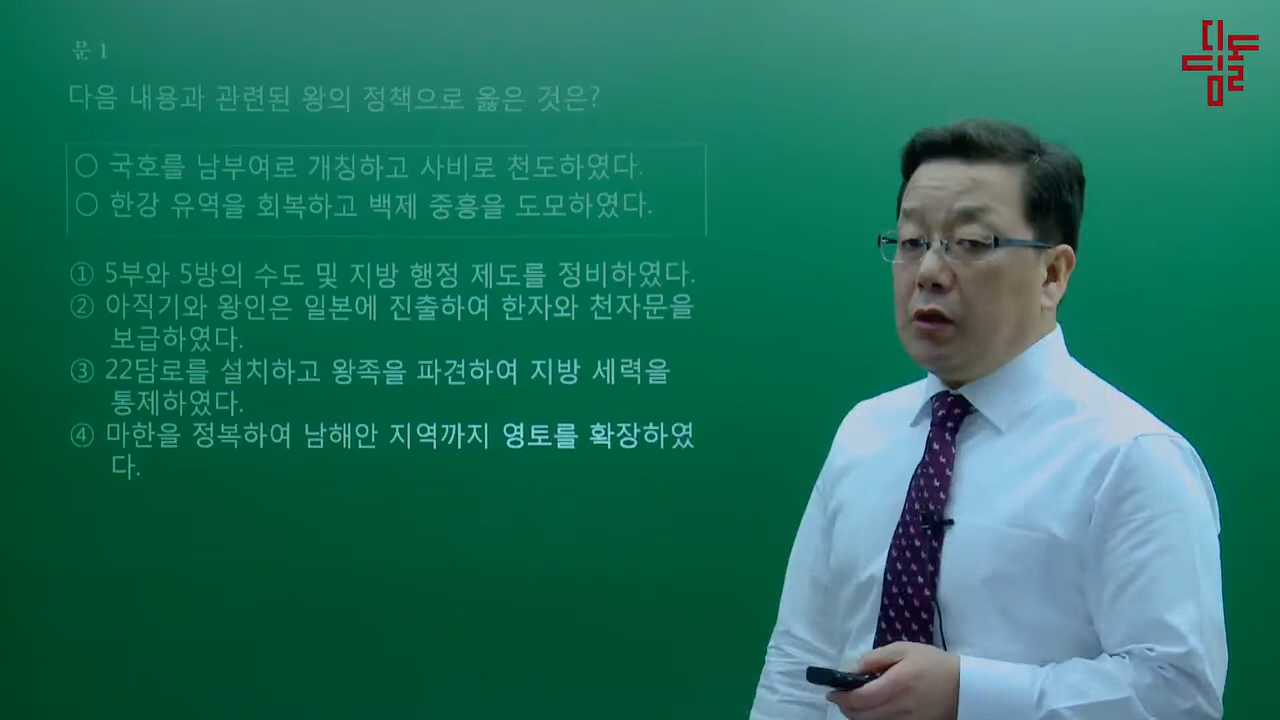 문 1
다음 내용과 관련된 왕의 정책으로 옳은 것은?
○ 국호를 남부여로 개칭하고 사비로 천도하였다.
○ 한강 유역을 회복하고 백제 중흥을 도모하였다.
① 5부와 5방의 수도 및 지방 행정 제도를 정비하였다.
② 아직기와 왕인은 일본에 진출하여 한자와 천자문을
보급하였다.
③ 22담로를 설치하고 왕족을 파견하여 지방 세력을
통제하였다.
④ 마한을 정복하여 남해안 지역까지 영토를 확장하였
다.